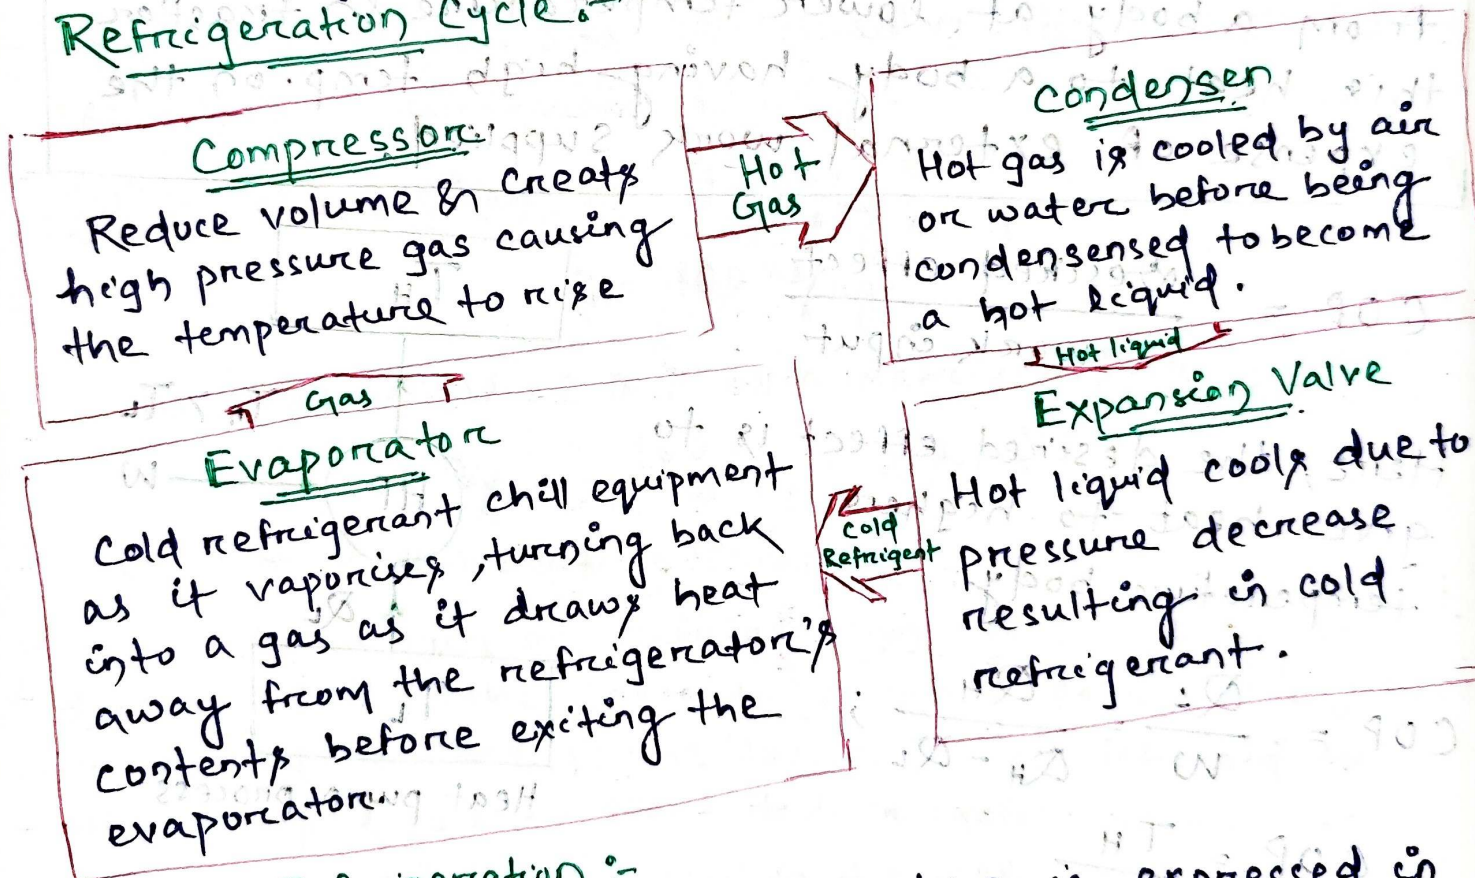 Refrigeration Cycle:-
Compressor
Reduce volume & creats
high pressure gas causing
the temperature to rise
Hot
Gas
Condenser
Hot gas is cooled by air
or water before being
condensensed to become
a hot liquid.
Hot liquid
Expansion Valve
Hot liquid cools due to
pressure decrease
resulting in cold
refrigerant.
Cold
Refrigent
Gas
Evaporator
Cold refrigerant chill equipment
as it vaporises, turning back
into a gas as it draws heat
away from the refrigerator's
contents before exiting the
evaporator.
expressed in